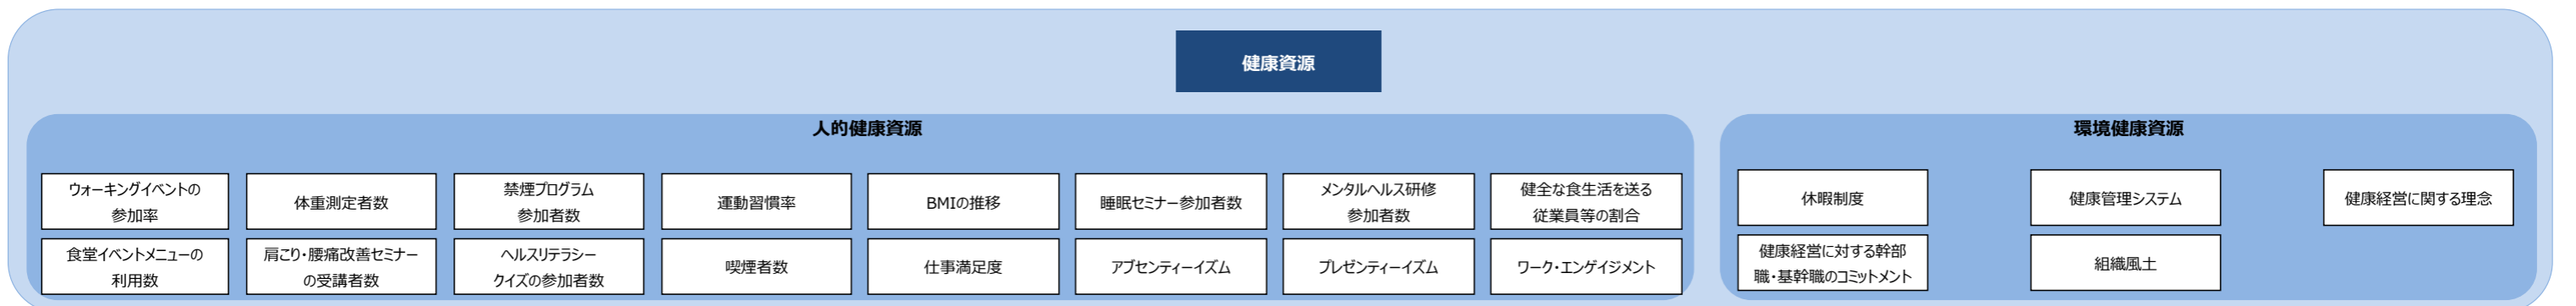 健康資源
人的健康資源
ウォーキングイベントの
参加率
体重測定者数
禁煙プログラム
参加者数
運動習慣率
BMIの推移
睡眠セミナー参加者数
メンタルヘルス研修
参加者数
健全な食生活を送る
従業員等の割合
食堂イベントメニューの
利用数
肩こり・腰痛改善セミナー
の受講者数
ヘルスリテラシー
クイズの参加者数
喫煙者数
仕事満足度
アブセンティーイズム
プレゼンティーイズム
ワーク・エンゲイジメント
環境健康資源
休暇制度
健康管理システム
健康経営に関する理念
健康経営に対する幹部
職・基幹職のコミットメント
組織風土